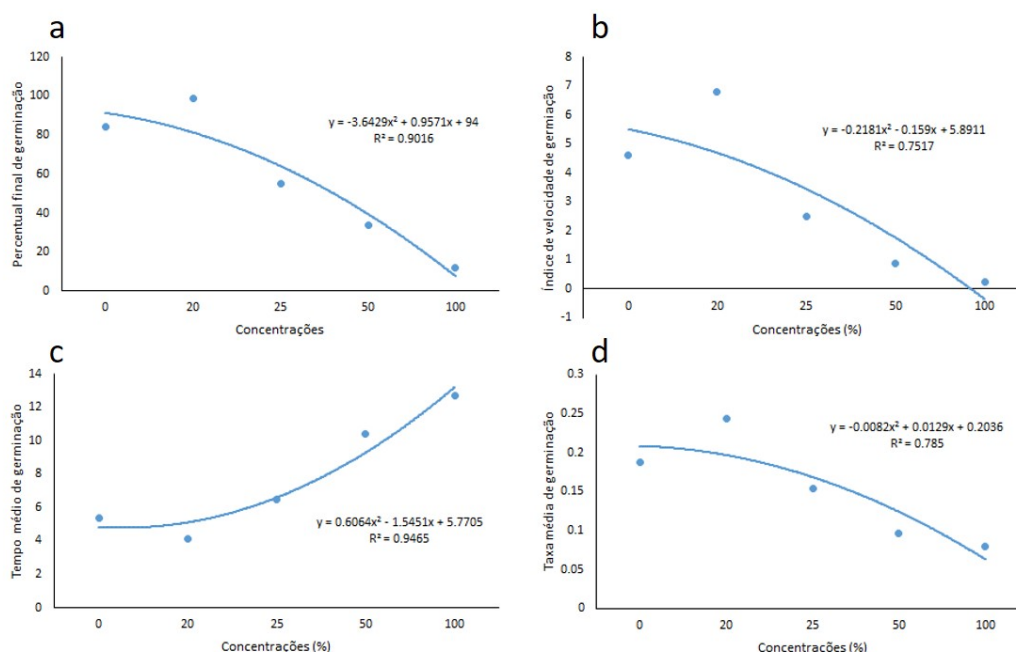 a
Percentual final de germinação
120
100
80
60
40
20
0
y = -3.6429x² + 0.9571x + 94
R² = 0.9016
0 20 25 50 100
Concentrações
b
Índice de velocidade de germiação
8
7
6
5
4
3
2
1
0
-1
y = -0.2181x² - 0.159x + 5.8911
R² = 0.7517
0 20 25 50 100
Concentrações (%)
c
Tempo médio de germinação
14
12
10
8
6
4
2
0
y = 0.6064x² - 1.5451x + 5.7705
R² = 0.9465
0 20 25 50 100
Concentrações (%)
d
Taxa média de germinação
0.3
0.25
0.2
0.15
0.1
0.05
0
y = -0.0082x² + 0.0129x + 0.2036
R² = 0.785
0 20 25 50 100
Concentrações (%)